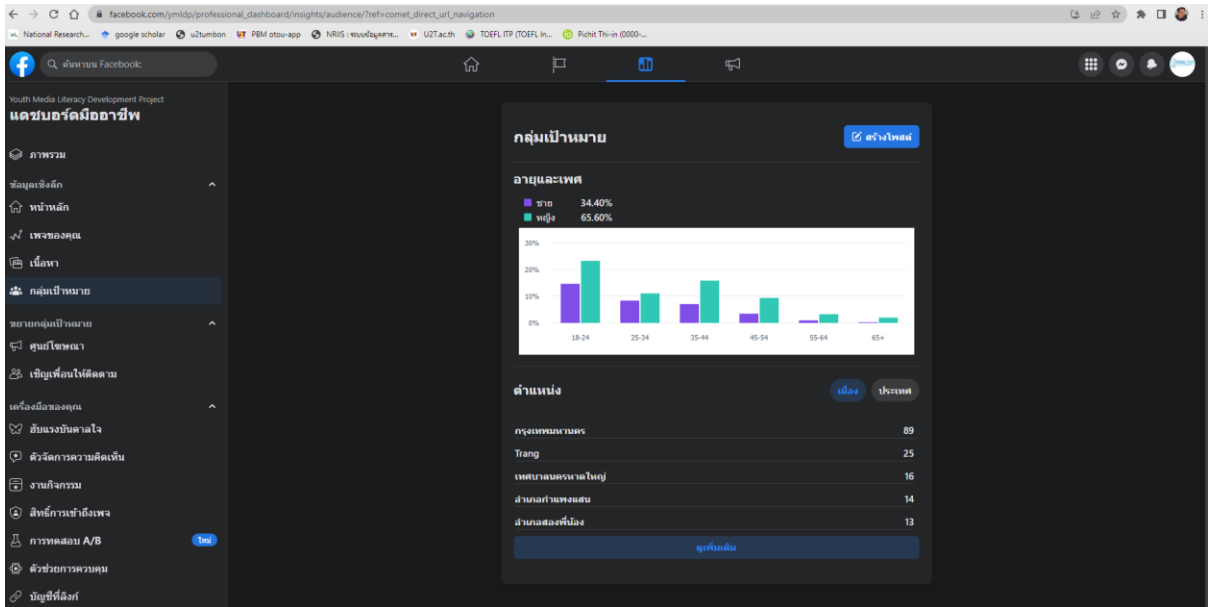 facebook.com/ymldp/professional_dashboard/insights/audience/?ref=comet_direct_url_navigation
National Research... google scholar u2tumbon PBM otou-app NRIIS : U2T.ac.th TOEFL ITP (TOEFL In... Pichit Thi-in (0000-...
ค้นหาบน Facebook
Youth Media Literacy Development Project
แดชบอร์ดมืออาชีพ
ภาพรวม
ข้อมูลเชิงลึก
หน้าหลัก
เพจของคุณ
เนื้อหา
กลุ่มเป้าหมาย
ขยายกลุ่มเป้าหมาย
ศูนย์โฆษณา
เชิญเพื่อนให้ติดตาม
เครื่องมือของคุณ
ฮับแรงบันดาลใจ
ตัวจัดการความคิดเห็น
งานกิจกรรม
สิทธิ์การเข้าถึงเพจ
การทดสอบ A/B ใหม่
ตัวช่วยการควบคุม
บัญชีที่ลิงก์
กลุ่มเป้าหมาย
สร้างโพสต์
อายุและเพศ
ชาย 34.40%
หญิง 65.60%
30%
20%
10%
0%
18-24 25-34 35-44 45-54 55-64 65+
ตำแหน่ง เมือง ประเทศ
กรุงเทพมหานคร 89
Trang 25
เทศบาลนครหาดใหญ่ 16
อำเภอกำแพงแสน 14
อำเภอสองพี่น้อง 13
ดูเพิ่มเติม